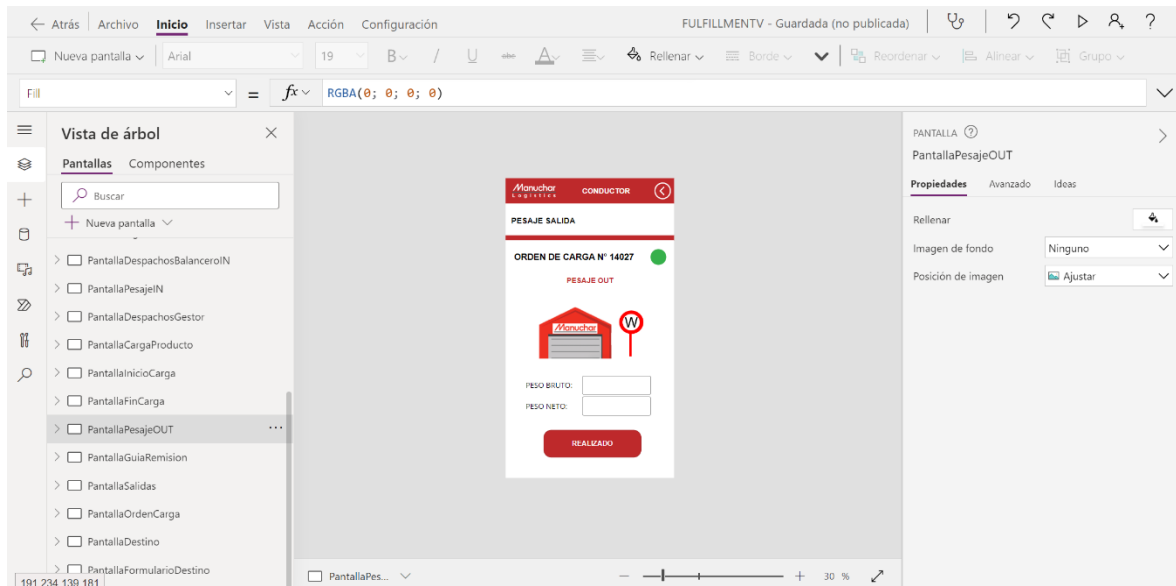 Atrás Archivo Inicio Insertar Vista Acción Configuración FULFILLMENTV - Guardada (no publicada) ?
Nueva pantalla Arial 19 B / U abc A Rellenar Borde Reordenar Alinear Grupo
Fill = fx RGBA(0; 0; 0; 0)
Vista de árbol
Pantallas Componentes
Buscar
Nueva pantalla
PantallaDespachosBalanceroIN
PantallaPesajeIN
PantallaDespachosGestor
PantallaCargaProducto
PantallaInicioCarga
PantallaFinCarga
PantallaPesajeOUT ...
PantallaGuiaRemision
PantallaSalidas
PantallaOrdenCarga
PantallaDestino
PantallaFormularioDestino
191.234.139.181
Manuchar
Logistics
CONDUCTOR
PESAJE SALIDA
ORDEN DE CARGA N° 14027
PESAJE OUT
Manuchar
W
PESO BRUTO:
PESO NETO:
REALIZADO
PantallaPes... 30 %
PANTALLA ?
PantallaPesajeOUT
Propiedades Avanzado Ideas
Rellenar
Imagen de fondo Ninguno
Posición de imagen Ajustar